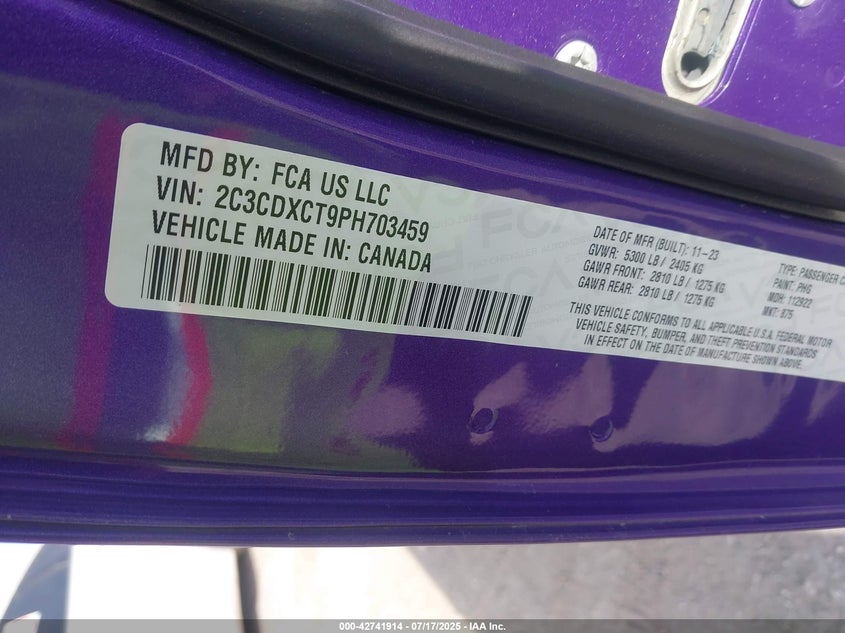 MFD BY: FCA US LLC
VIN: 2C3CDXCT9PH703459
VEHICLE MADE IN: CANADA
DATE OF MFR (BUILT): 11-23
GVWR: 5300 LB / 2405 KG
GAWR FRONT: 2810 LB / 1275 KG
GAWR REAR: 2810 LB / 1275 KG
TYPE: PASSENGER C
PAINT: PHG
MDH: 112922
MKT: 875
THIS VEHICLE CONFORMS TO ALL APPLICABLE U.S.A. FEDERAL MOTOR
VEHICLE SAFETY, BUMPER, AND THEFT PREVENTION STANDARDS
IN EFFECT ON THE DATE OF MANUFACTURE SHOWN ABOVE.
000-42741914 - 07/17/2025 - IAA Inc.